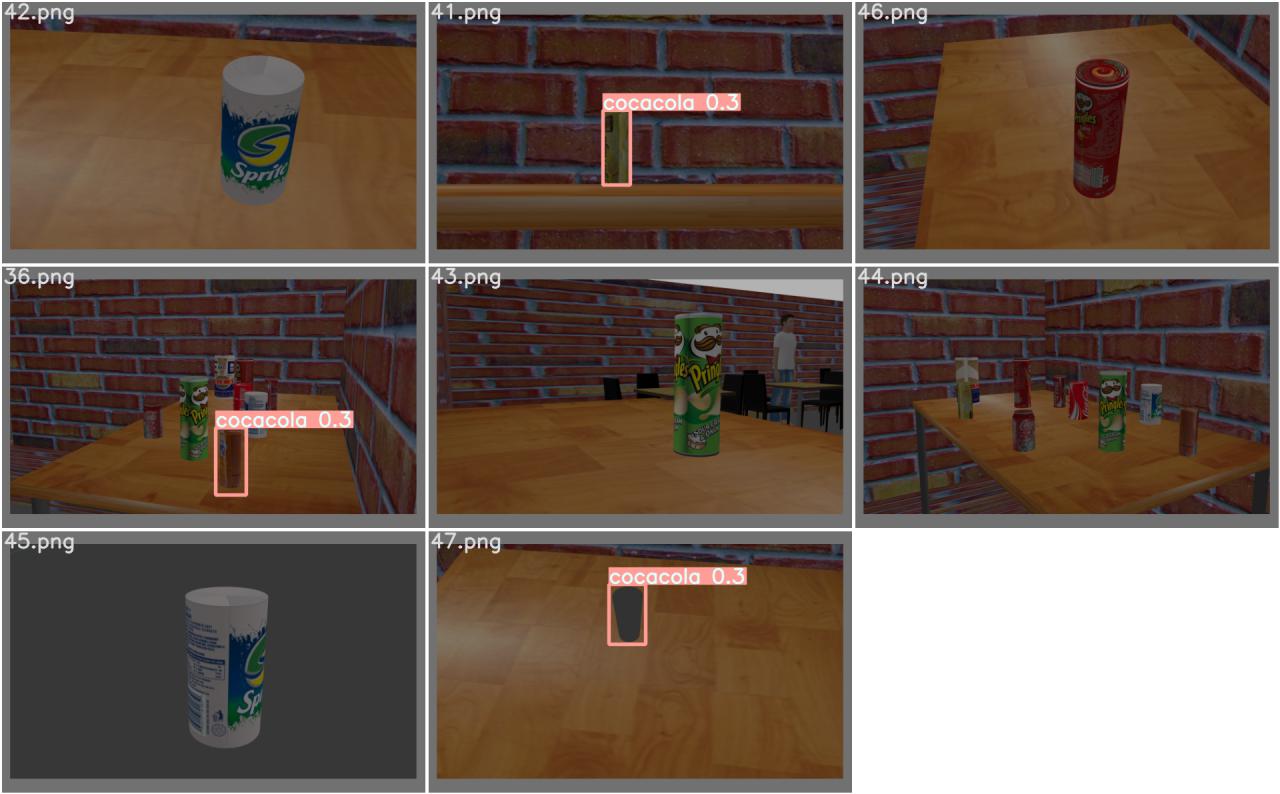 42.png
Sprite
41.png
cocacola 0.3
46.png
Pringles
36.png
cocacola 0.3
43.png
Pringles
44.png
Pringles
45.png
47.png
cocacola 0.3